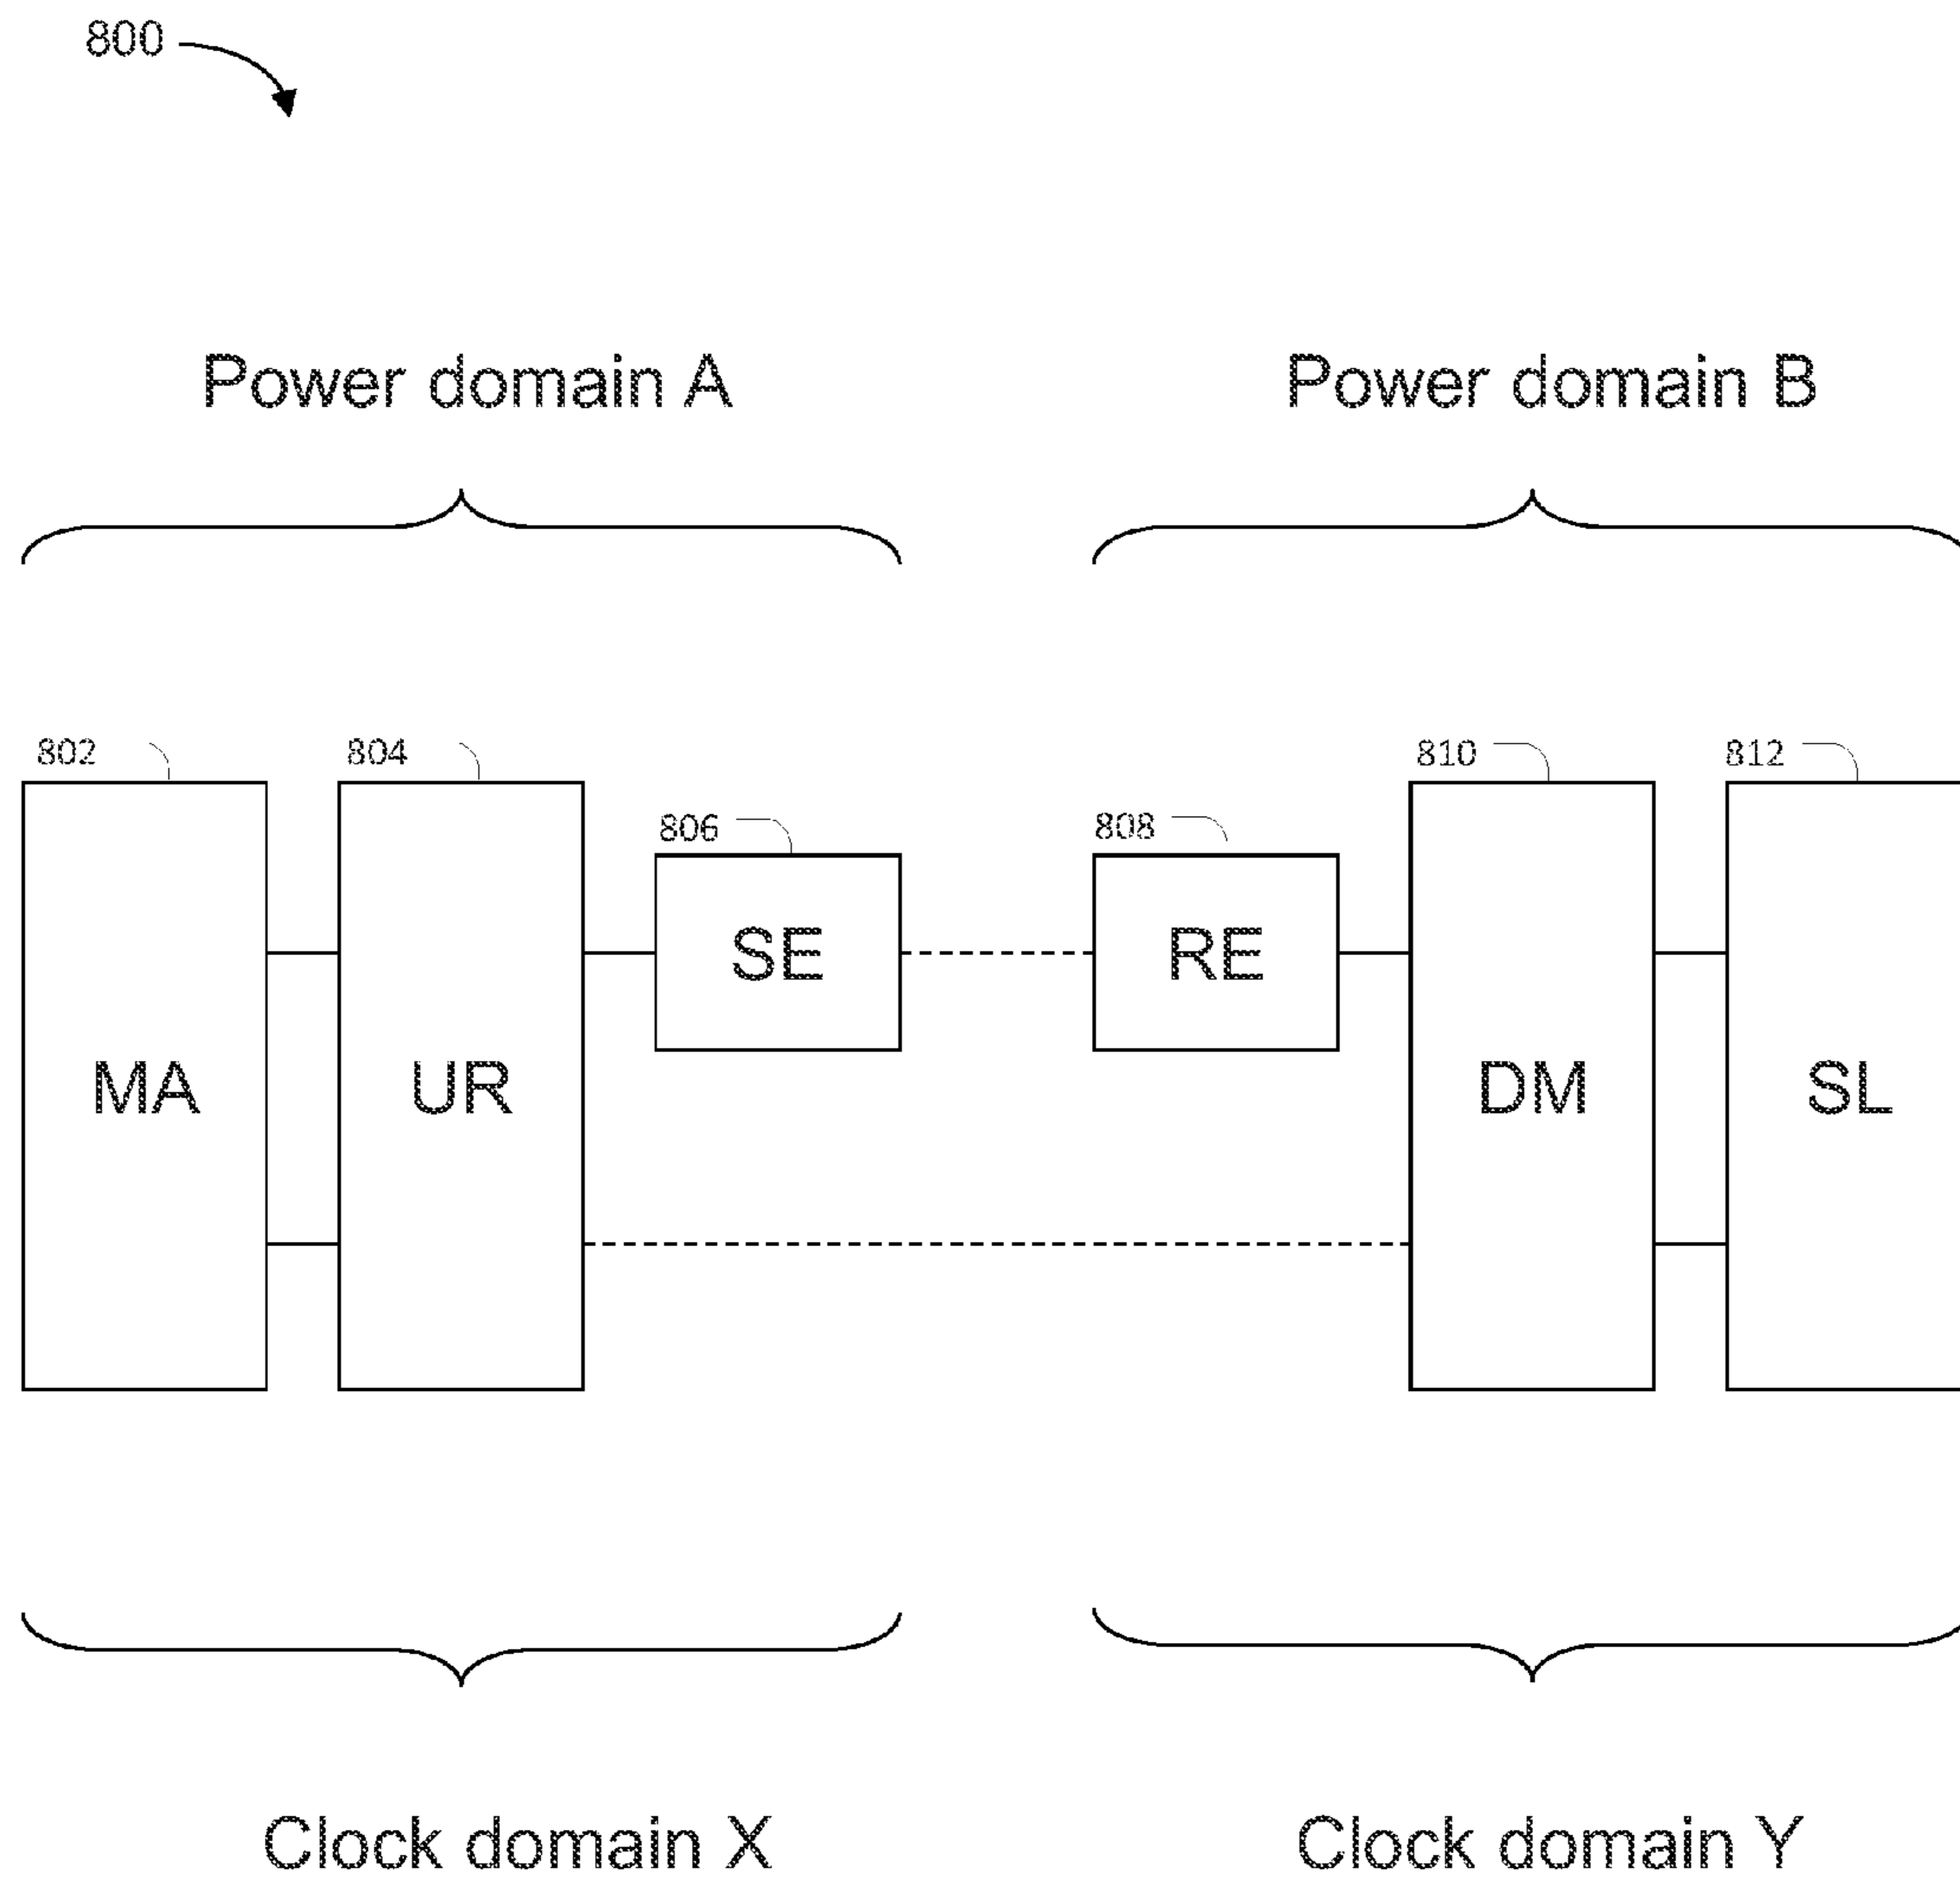 800
Power domain A
Power domain B
802
804
806
808
810
812
MA
UR
SE
RE
DM
SL
Clock domain X
Clock domain Y